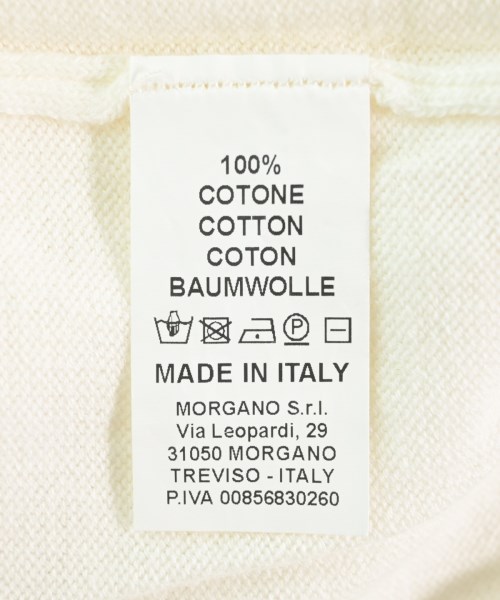 100%
COTONE
COTTON
COTON
BAUMWOLLE
P
MADE IN ITALY
MORGANO S.r.l.
Via Leopardi, 29
31050 MORGANO
TREVISO - ITALY
P.IVA 00856830260